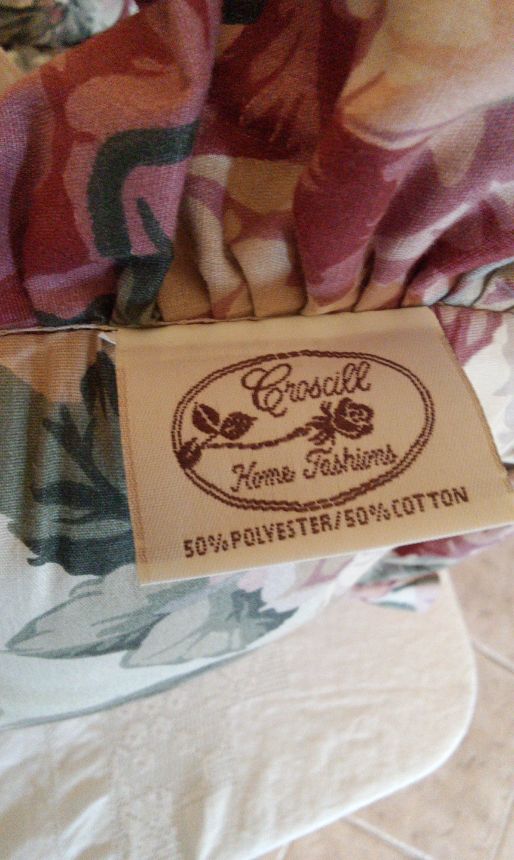 Croscill
Home Fashions
50% POLYESTER/50% COTTON